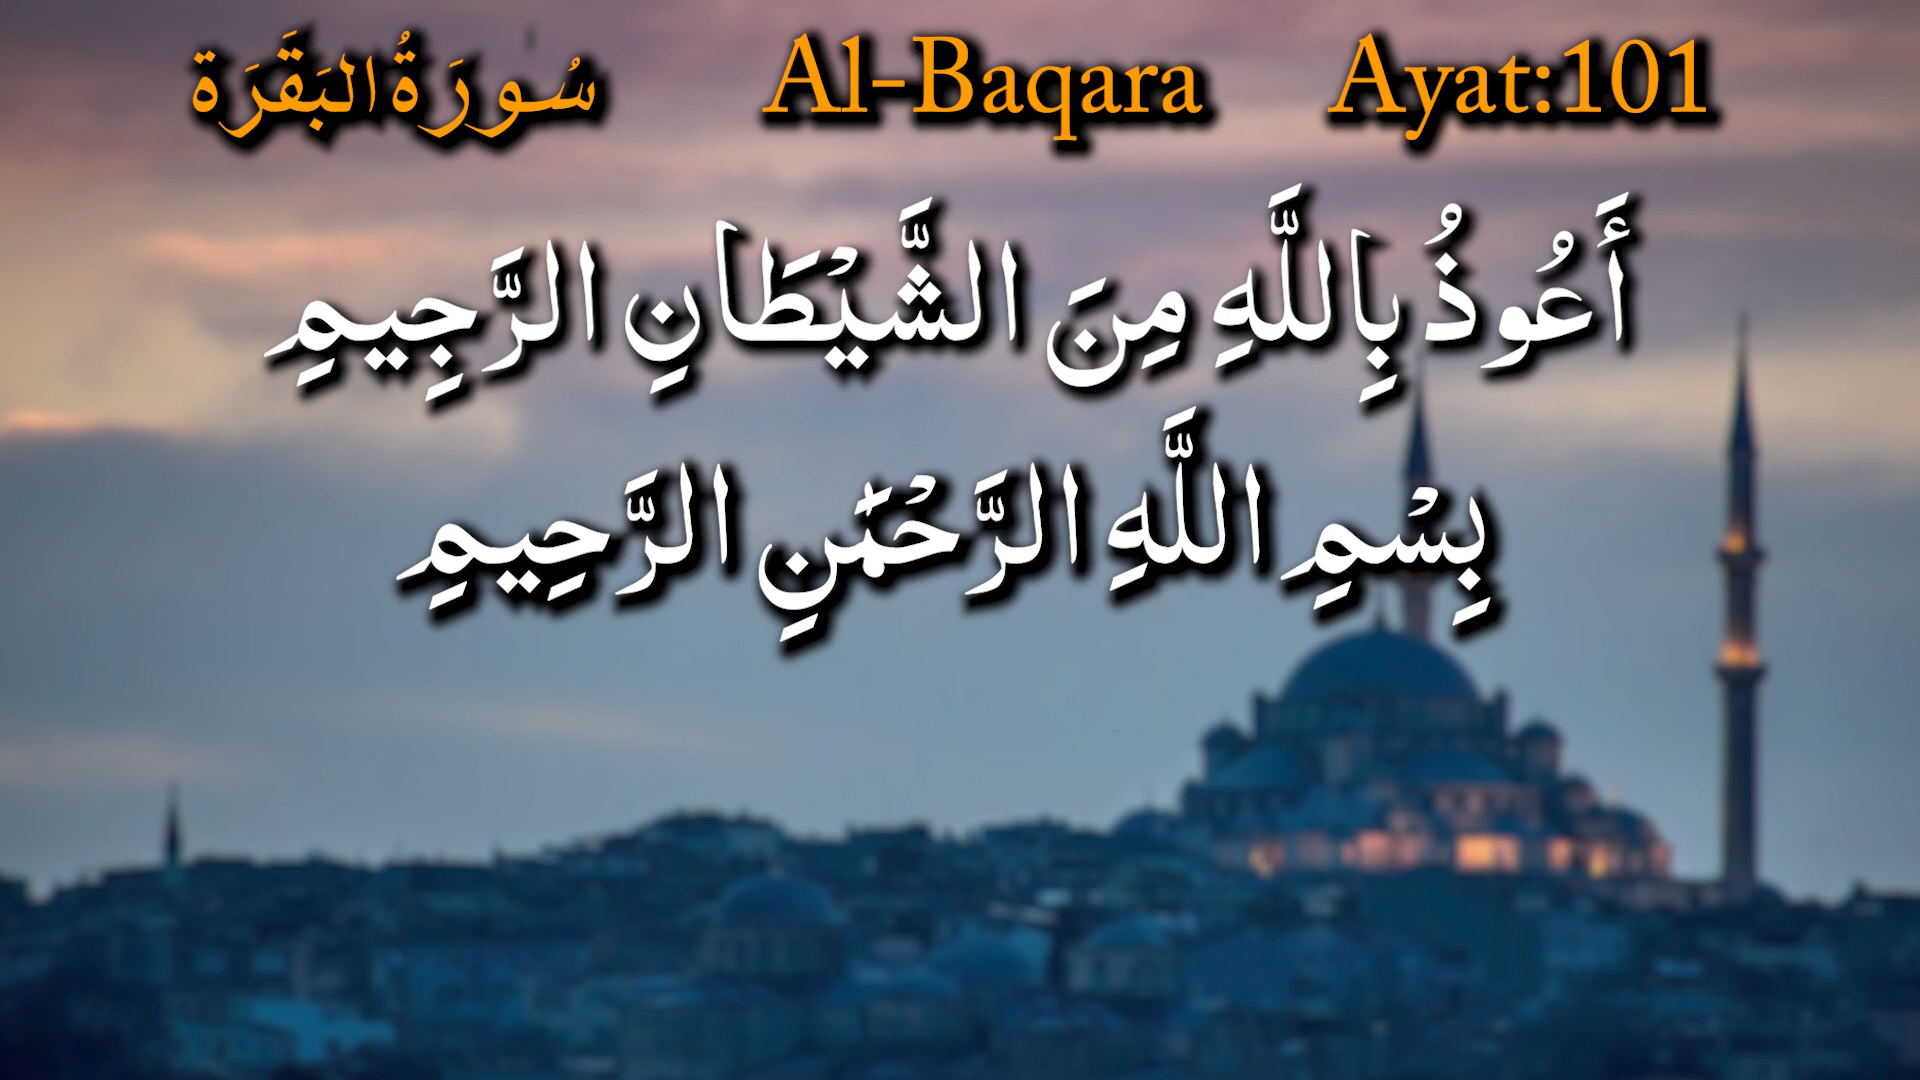 سُورَةُ البَقَرَة Al-Baqara Ayat:101
أَعُوذُ بِاللَّهِ مِنَ الشَّيْطَانِ الرَّجِيمِ
بِسْمِ اللَّهِ الرَّحْمَٰنِ الرَّحِيمِ